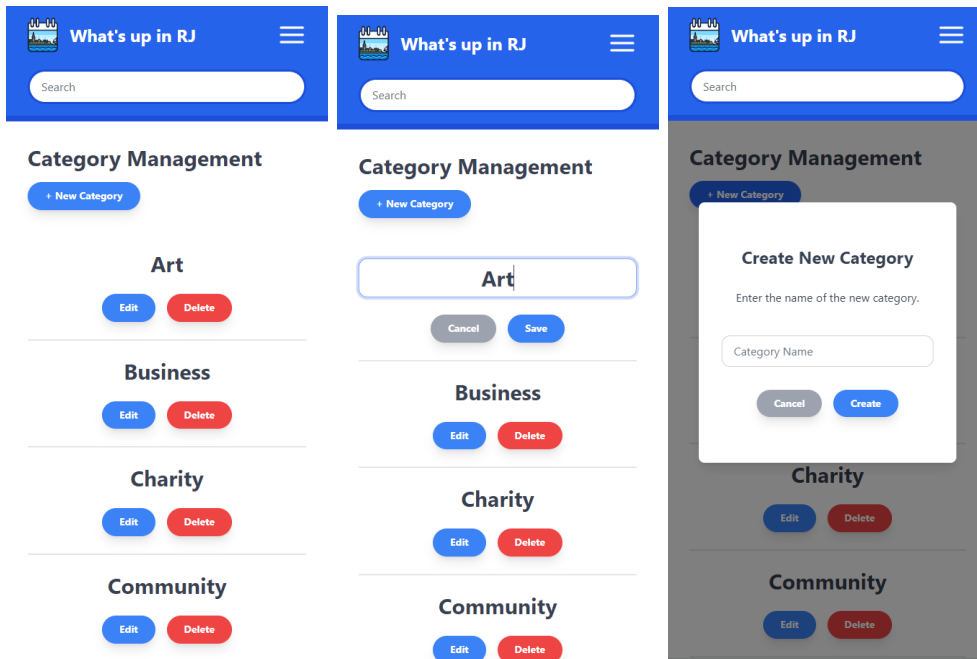 What's up in RJ
Search
Category Management
+ New Category
Art
Edit Delete
Business
Edit Delete
Charity
Edit Delete
Community
Edit Delete
What's up in RJ
Search
Category Management
+ New Category
Art
Cancel Save
Business
Edit Delete
Charity
Edit Delete
Community
Edit Delete
What's up in RJ
Search
Category Management
+ New Category
Create New Category
Enter the name of the new category.
Category Name
Cancel Create
Charity
Edit Delete
Community
Edit Delete